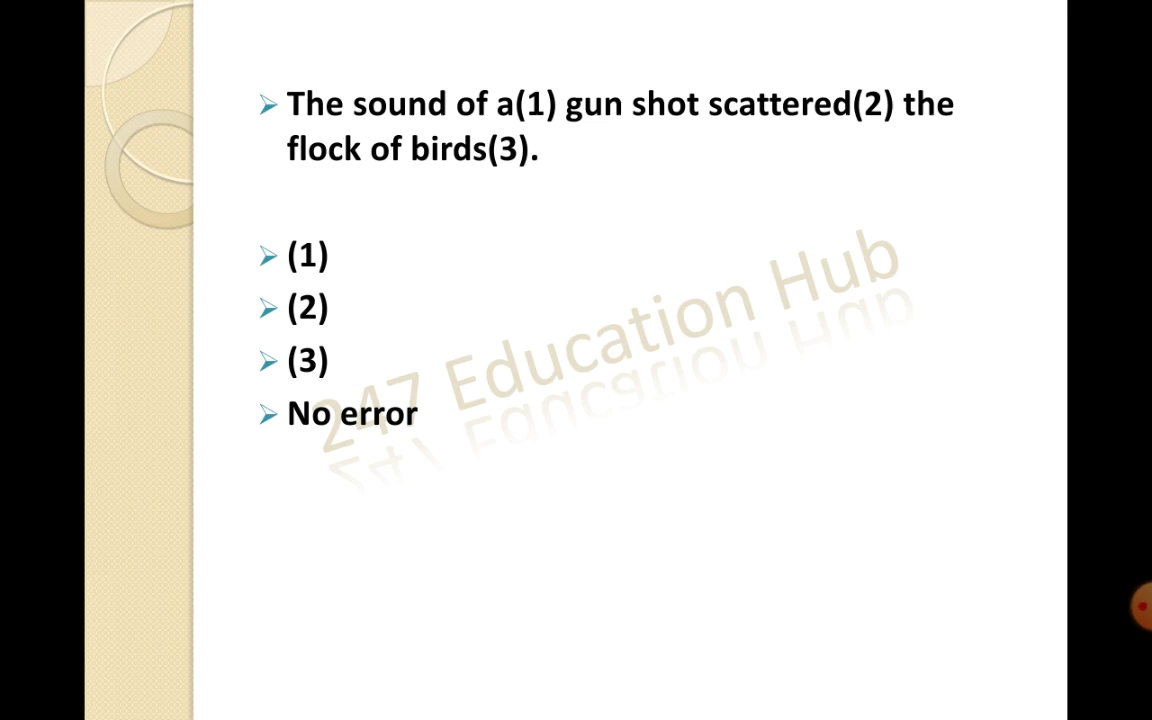 The sound of a(1) gun shot scattered(2) the
flock of birds(3).
(1)
(2)
(3)
No error
247 Education Hub